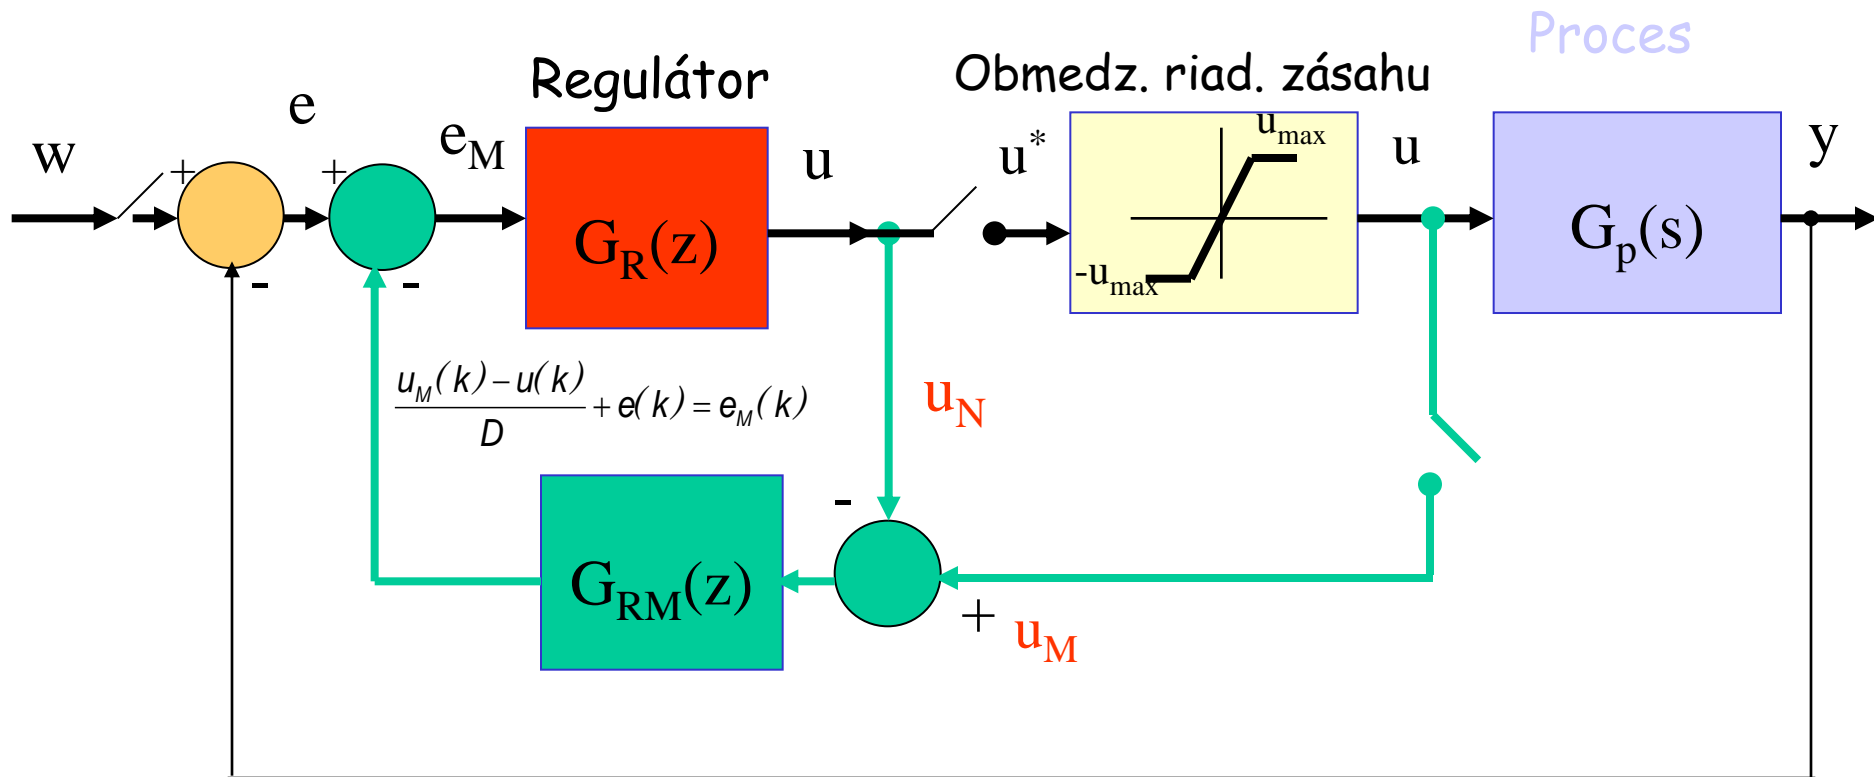 Proces
Regulátor
Obmedz. riad. zásahu
w
+
-
e
+
-
e_M
G_R(z)
u
u*
u_max
-u_max
u
G_p(s)
y
(u_M(k) – u(k)) / D + e(k) = e_M(k)
u_N
-
G_RM(z)
+
u_M